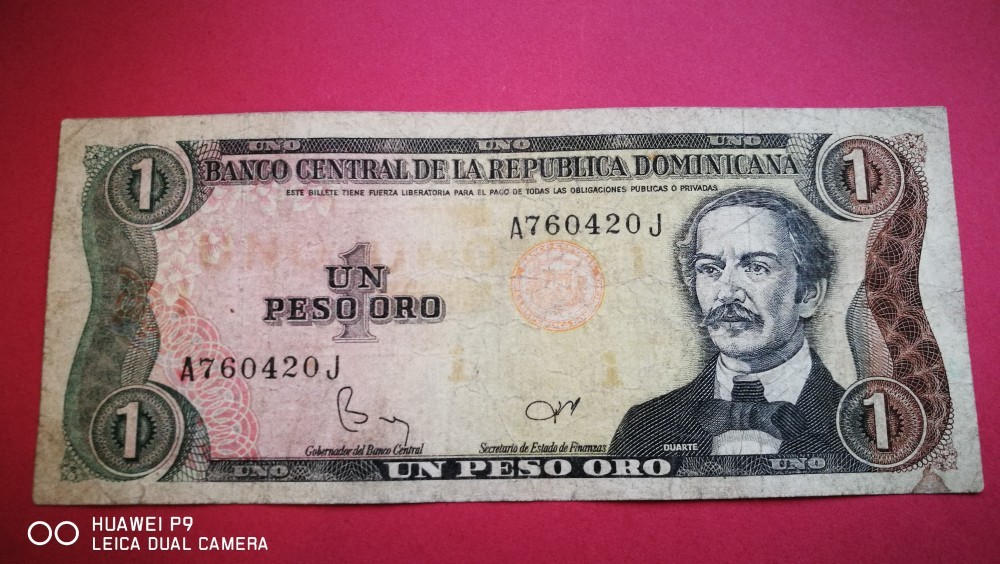 UNO UNO UNO
1 BANCO CENTRAL DE LA REPUBLICA DOMINICANA 1
ESTE BILLETE TIENE FUERZA LIBERATORIA PARA EL PAGO DE TODAS LAS OBLIGACIONES PUBLICAS O PRIVADAS
A760420J
1
UN
PESO ORO
A760420J
1 1
Gobernador del Banco Central Secretario de Estado de Finanzas DUARTE
UNO UN PESO ORO UNO
HUAWEI P9
LEICA DUAL CAMERA